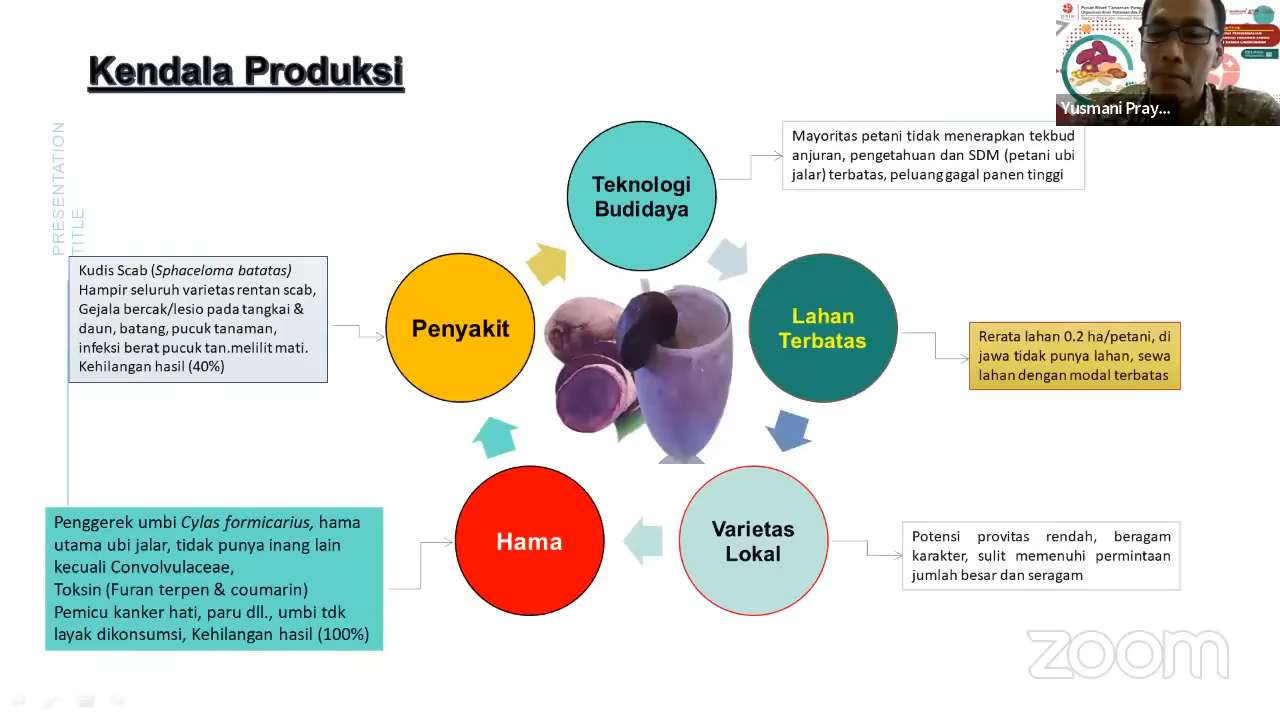 Kendala Produksi
PRESENTATION
TITLE
Yusmani Pray...
Teknologi
Budidaya
Mayoritas petani tidak menerapkan tekbud
anjuran, pengetahuan dan SDM (petani ubi
jalar) terbatas, peluang gagal panen tinggi
Kudis Scab (Sphaceloma batatas)
Hampir seluruh varietas rentan scab,
Gejala bercak/lesio pada tangkai &
daun, batang, pucuk tanaman,
infeksi berat pucuk tan.melilit mati.
Kehilangan hasil (40%)
Penyakit
Lahan
Terbatas
Rerata lahan 0.2 ha/petani, di
jawa tidak punya lahan, sewa
lahan dengan modal terbatas
Penggerek umbi Cylas formicarius, hama
utama ubi jalar, tidak punya inang lain
kecuali Convolvulaceae,
Toksin (Furan terpen & coumarin)
Pemicu kanker hati, paru dll., umbi tdk
layak dikonsumsi, Kehilangan hasil (100%)
Hama
Varietas
Lokal
Potensi provitas rendah, beragam
karakter, sulit memenuhi permintaan
jumlah besar dan seragam
zoom